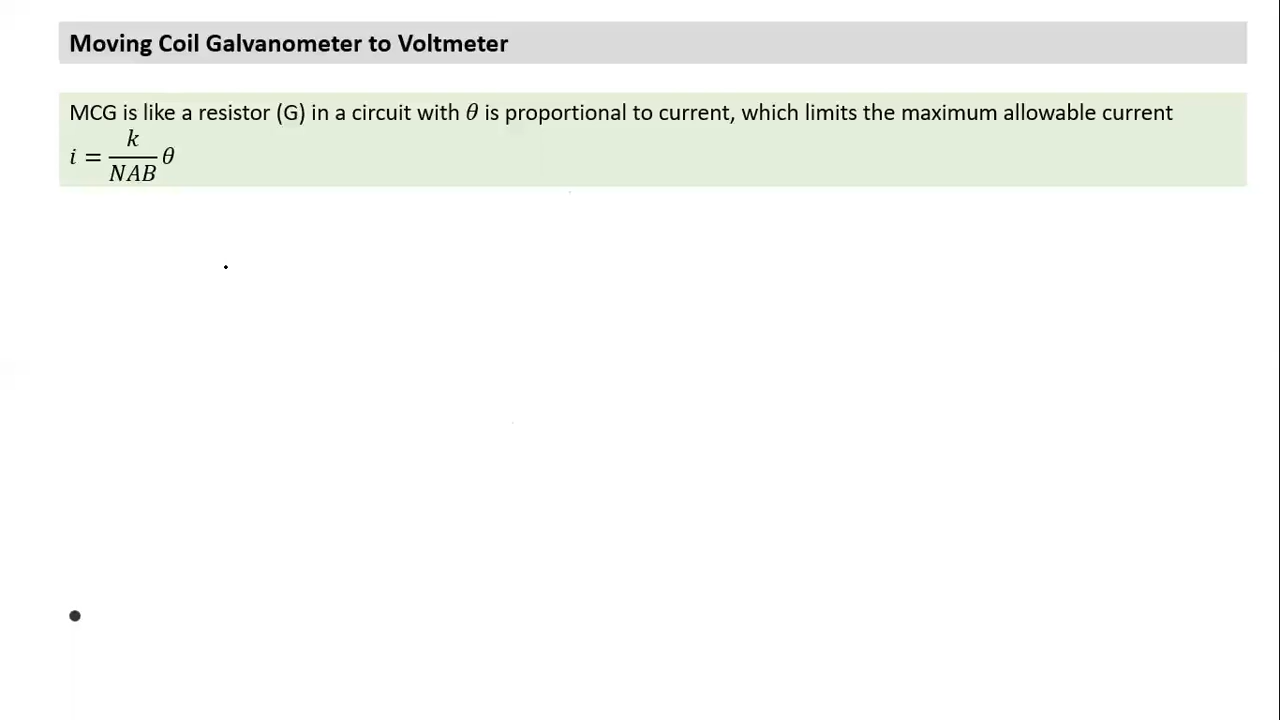 Moving Coil Galvanometer to Voltmeter
MCG is like a resistor (G) in a circuit with θ is proportional to current, which limits the maximum allowable current
i = k/NAB θ